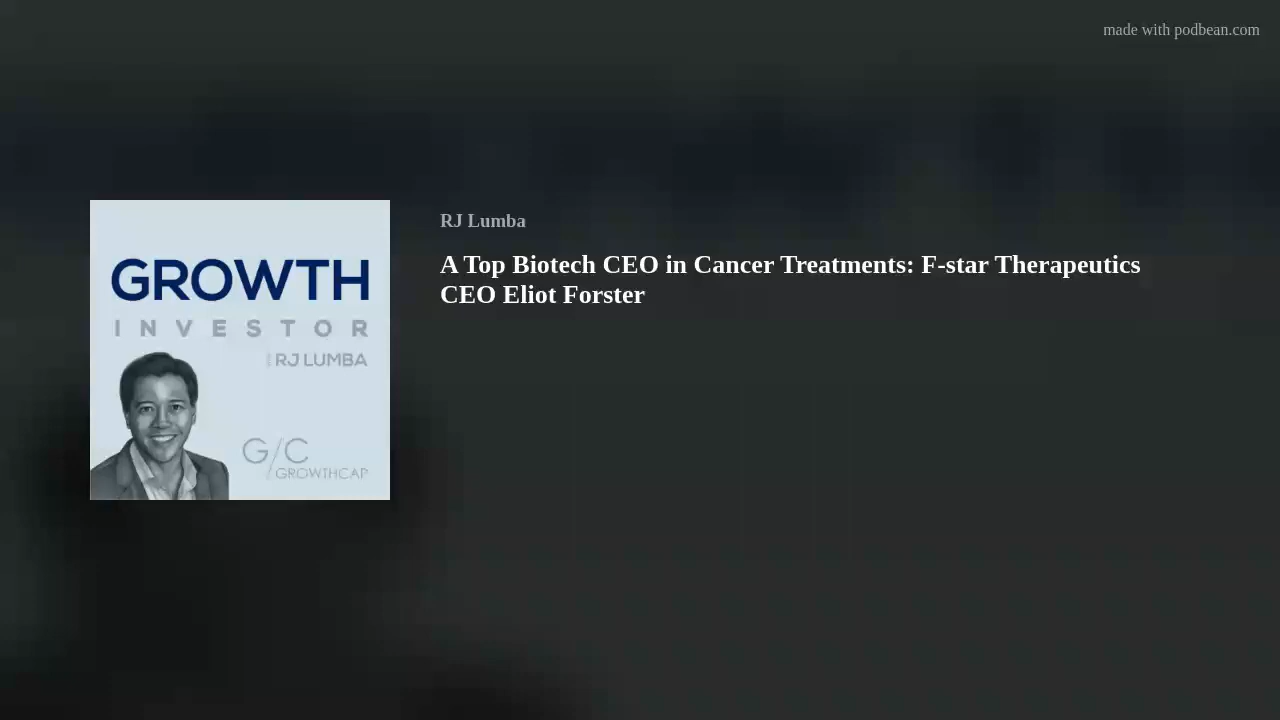 made with podbean.com
RJ Lumba
A Top Biotech CEO in Cancer Treatments: F-star Therapeutics
CEO Eliot Forster
GROWTH
INVESTOR
RJ LUMBA
G/C
GROWTHCAP